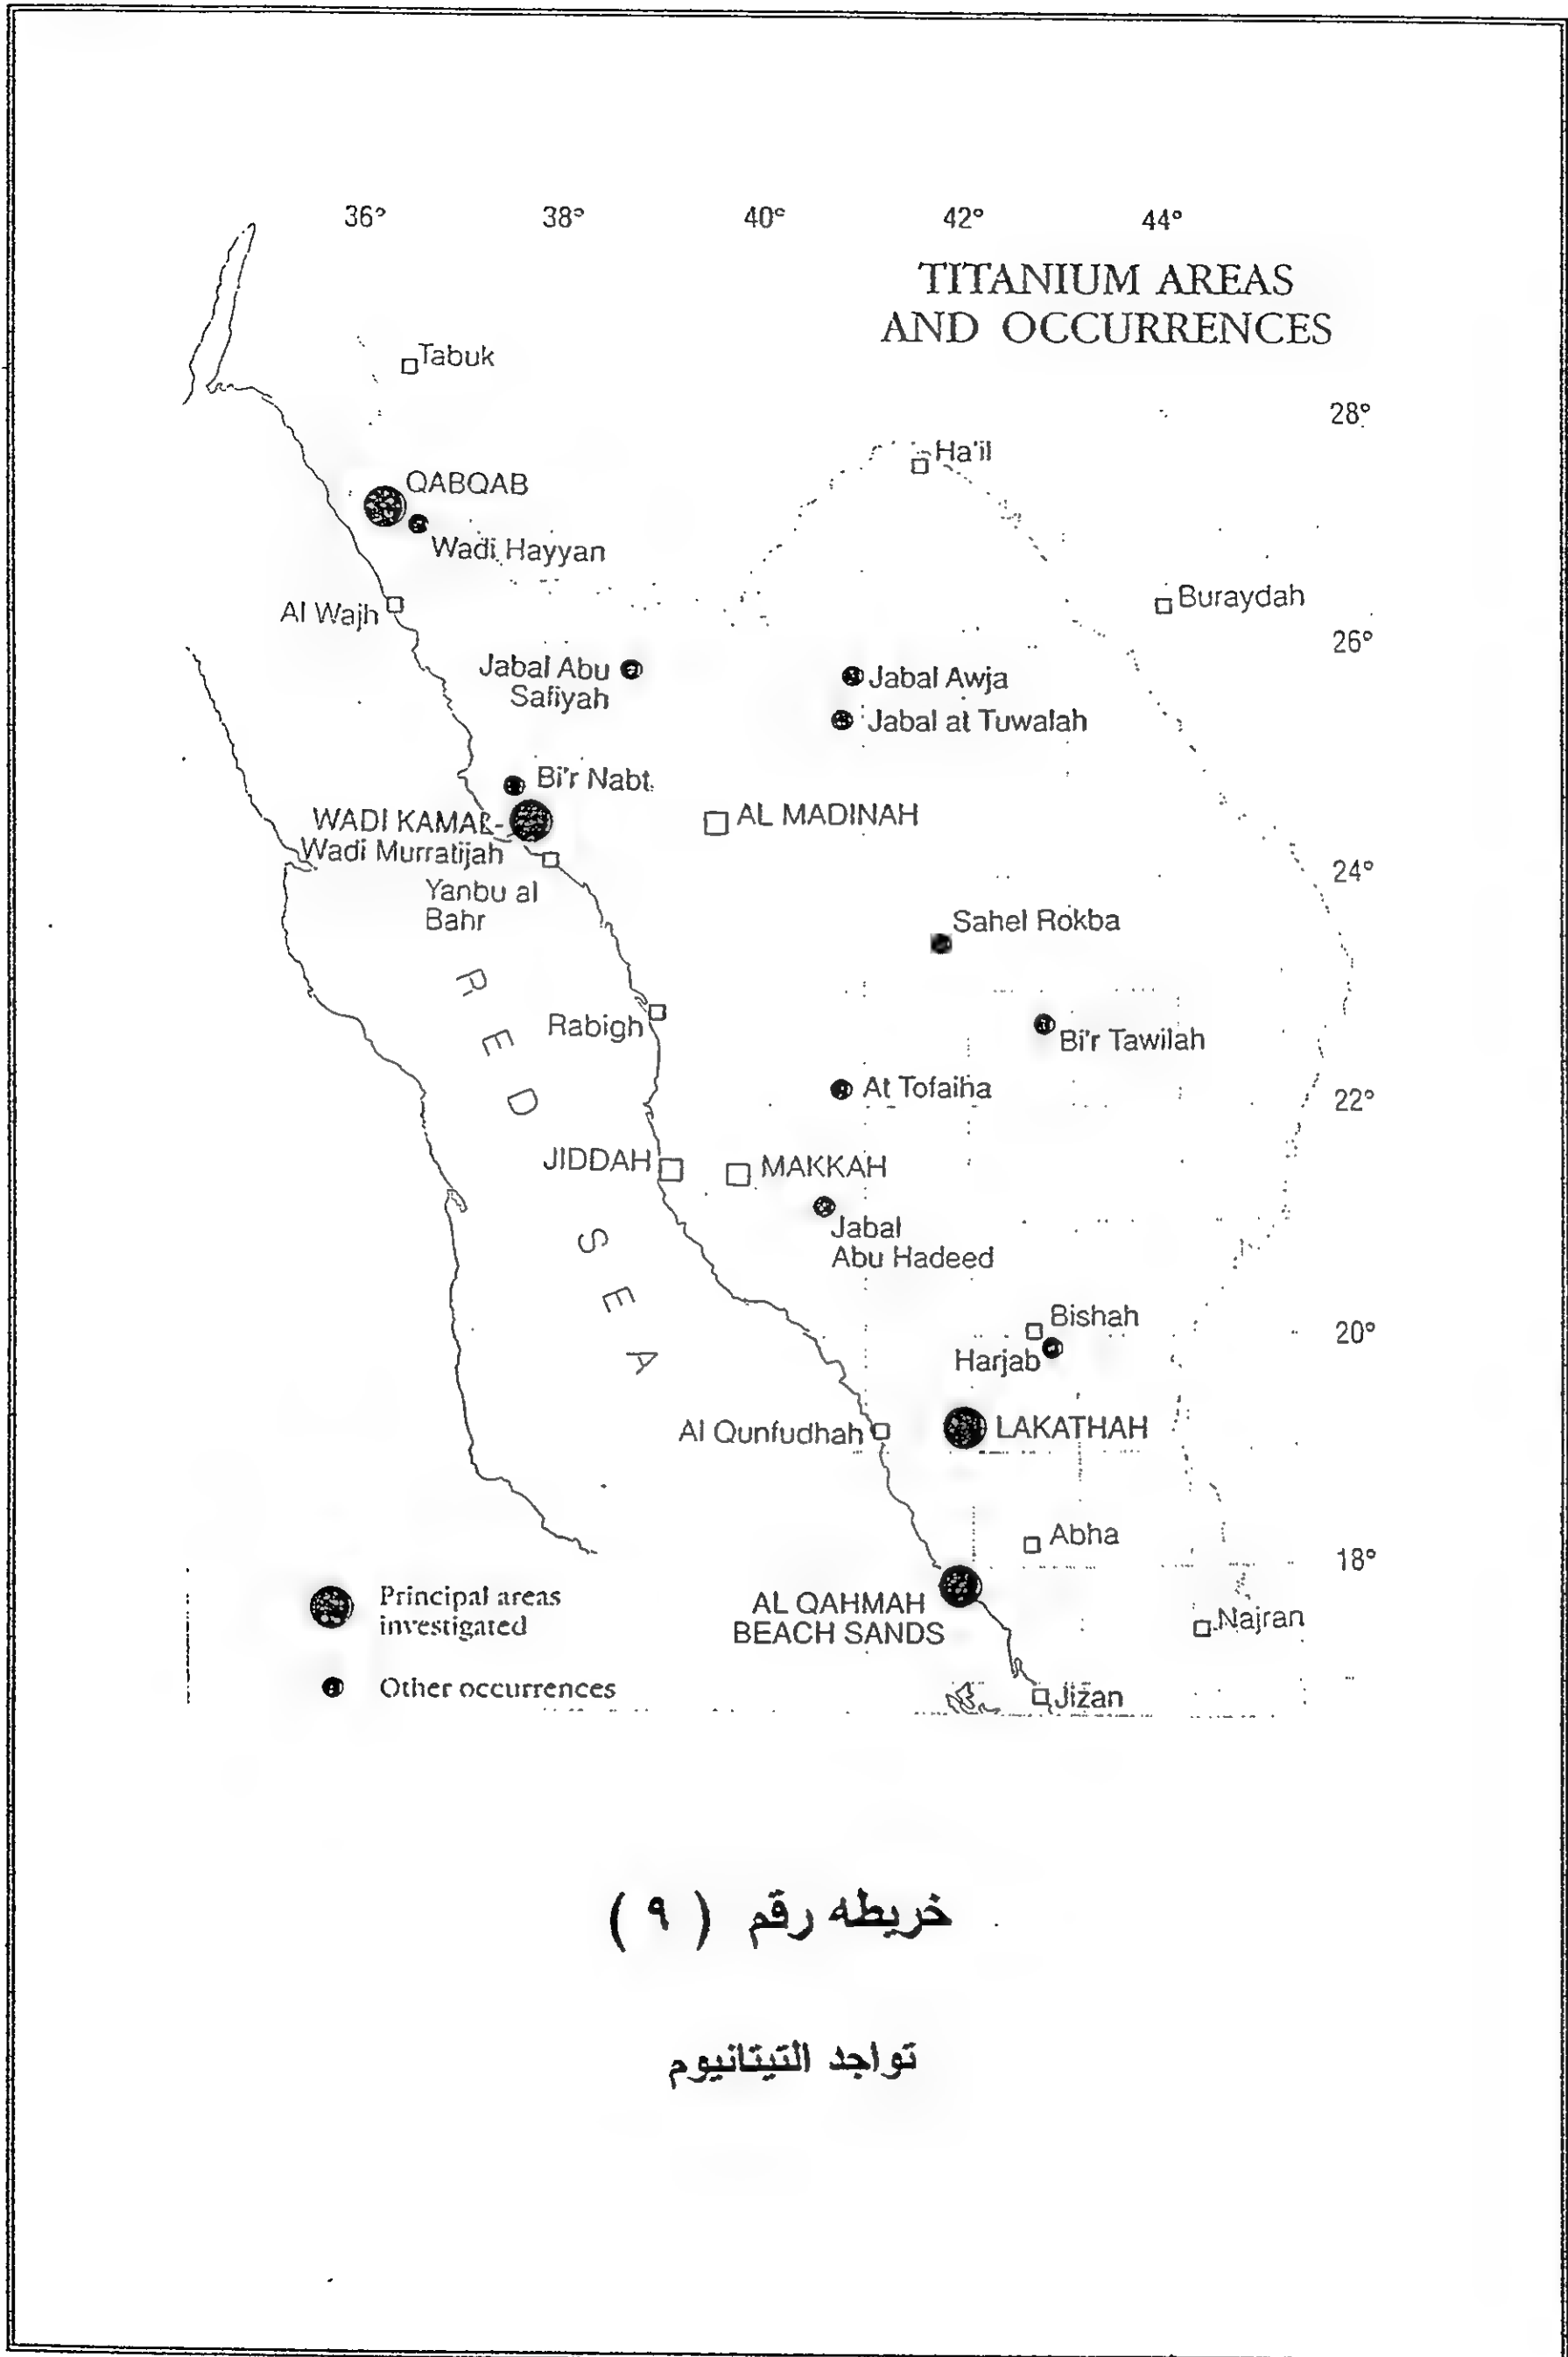 36° 38° 40° 42° 44°
TITANIUM AREAS
AND OCCURRENCES
Tabuk
28°
Ha'il
QABQAB
Wadi Hayyan
Al Wajh
Buraydah
26°
Jabal Abu
Safiyah
Jabal Awja
Jabal at Tuwalah
Bi'r Nabt
WADI KAMAL-
Wadi Murratijah
AL MADINAH
24°
Yanbu al
Bahr
Sahel Rokba
RED SEA
Rabigh
Bi'r Tawilah
At Tofaiha
22°
JIDDAH
MAKKAH
Jabal
Abu Hadeed
Bishah
20°
Harjab
Al Qunfudhah
LAKATHAH
Abha
18°
AL QAHMAH
BEACH SANDS
Najran
Jizan
Principal areas
investigated
Other occurrences
خريطه رقم ( ٩ )
تواجد التيتانيوم